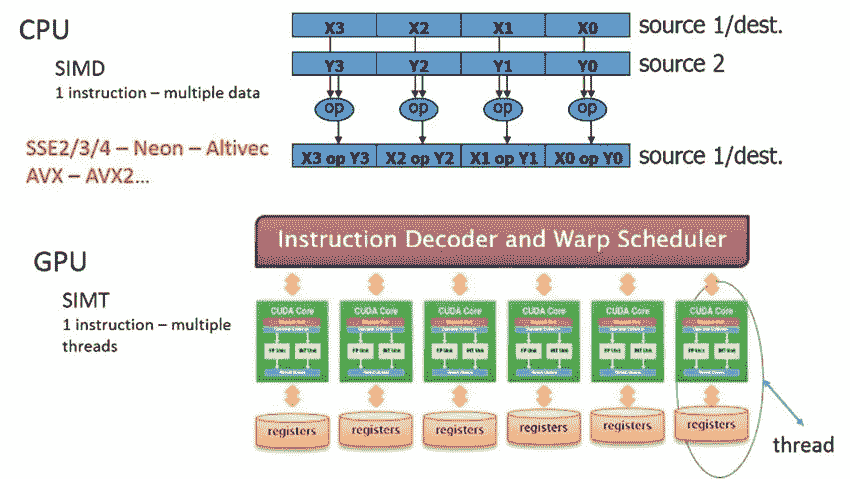 CPU
X3 X2 X1 X0 source 1/dest.
SIMD
Y3 Y2 Y1 Y0 source 2
1 instruction – multiple data
op op op op
SSE2/3/4 – Neon – Altivec
AVX – AVX2...
X3 op Y3 X2 op Y2 X1 op Y1 X0 op Y0 source 1/dest.
Instruction Decoder and Warp Scheduler
GPU
SIMT
1 instruction – multiple
threads
CUDA Core CUDA Core CUDA Core CUDA Core CUDA Core CUDA Core
registers registers registers registers registers registers
thread